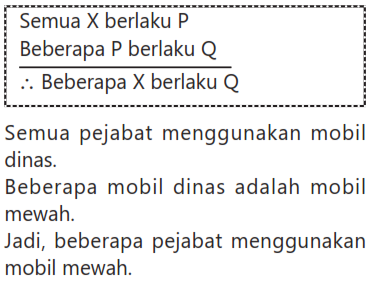 Semua X berlaku P
Beberapa P berlaku Q
∴ Beberapa X berlaku Q
Semua pejabat menggunakan mobil
dinas.
Beberapa mobil dinas adalah mobil
mewah.
Jadi, beberapa pejabat menggunakan
mobil mewah.